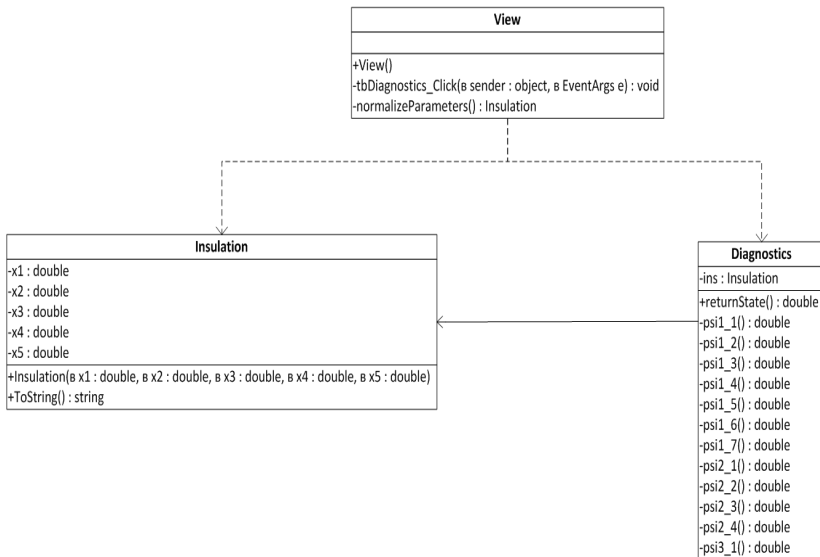 View
+View()
-tbDiagnostics_Click(в sender : object, в EventArgs e) : void
-normalizeParameters() : Insulation
Insulation
-x1 : double
-x2 : double
-x3 : double
-x4 : double
-x5 : double
+Insulation(в x1 : double, в x2 : double, в x3 : double, в x4 : double, в x5 : double)
+ToString() : string
Diagnostics
-ins : Insulation
+returnState() : double
-psi1_1() : double
-psi1_2() : double
-psi1_3() : double
-psi1_4() : double
-psi1_5() : double
-psi1_6() : double
-psi1_7() : double
-psi2_1() : double
-psi2_2() : double
-psi2_3() : double
-psi2_4() : double
-psi3_1() : double